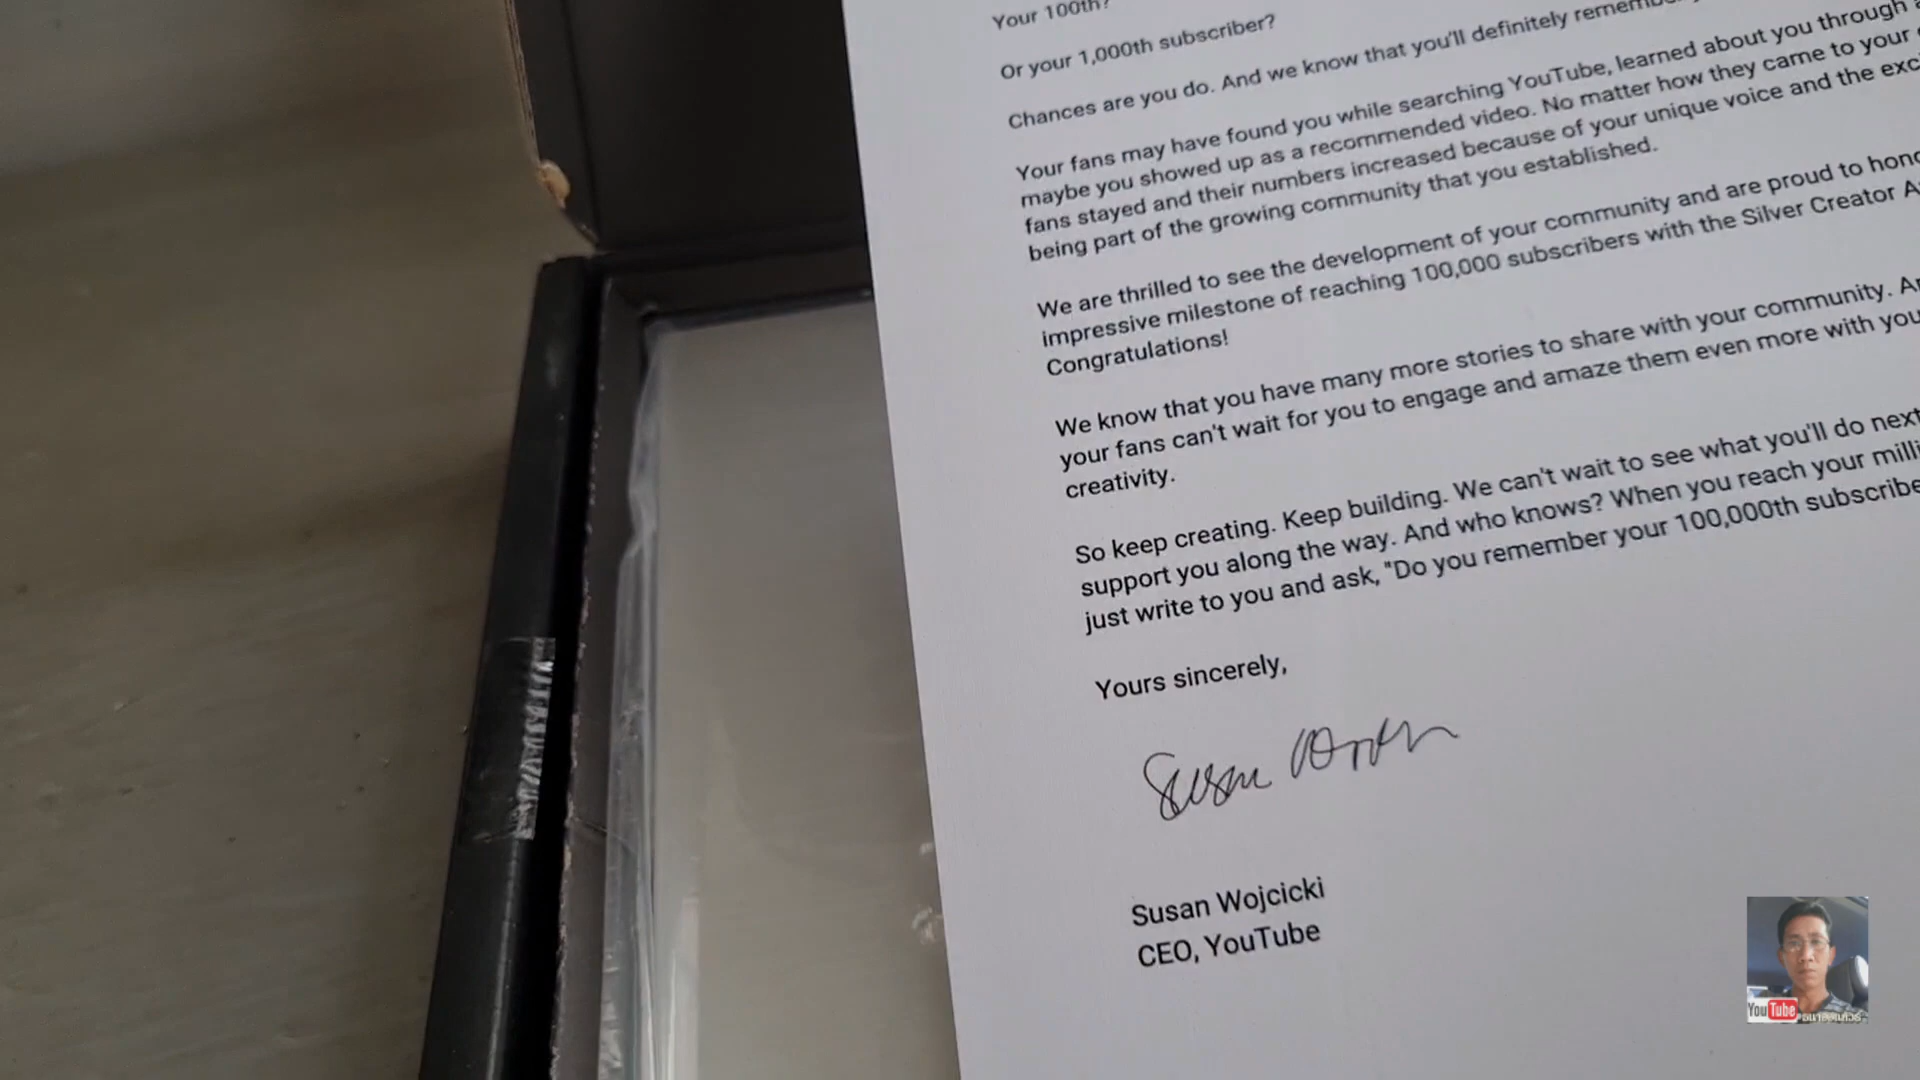 Your 100th?
Or your 1,000th subscriber?
Chances are you do. And we know that you'll definitely
Your fans may have found you while searching YouTube, learned about you through
maybe you showed up as a recommended video. No matter how they came to your
fans stayed and their numbers increased because of your unique voice and the
being part of the growing community that you established.
We are thrilled to see the development of your community and are proud to
impressive milestone of reaching 100,000 subscribers with the Silver Creator
Congratulations!
We know that you have many more stories to share with your community.
your fans can't wait for you to engage and amaze them even more with
creativity.
So keep creating. Keep building. We can't wait to see what you'll do next
support you along the way. And who knows? When you reach your
just write to you and ask, "Do you remember your 100,000th
Yours sincerely,
Susan Wojcicki
CEO, YouTube
YouTube